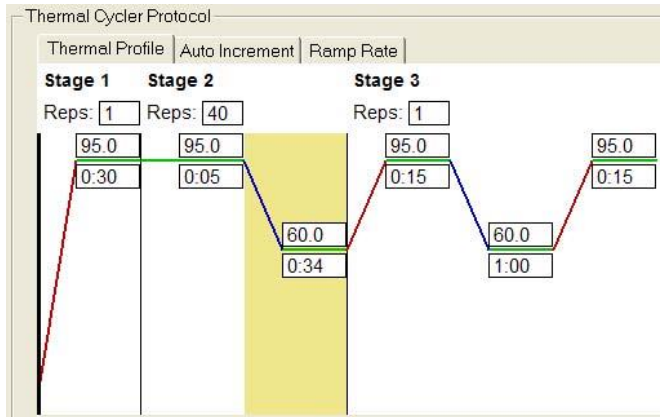 Thermal Cycler Protocol
Thermal Profile Auto Increment Ramp Rate
Stage 1 Stage 2 Stage 3
Reps: 1 Reps: 40 Reps: 1
95.0 95.0 95.0 95.0
0:30 0:05 0:15 0:15
60.0 60.0
0:34 1:00